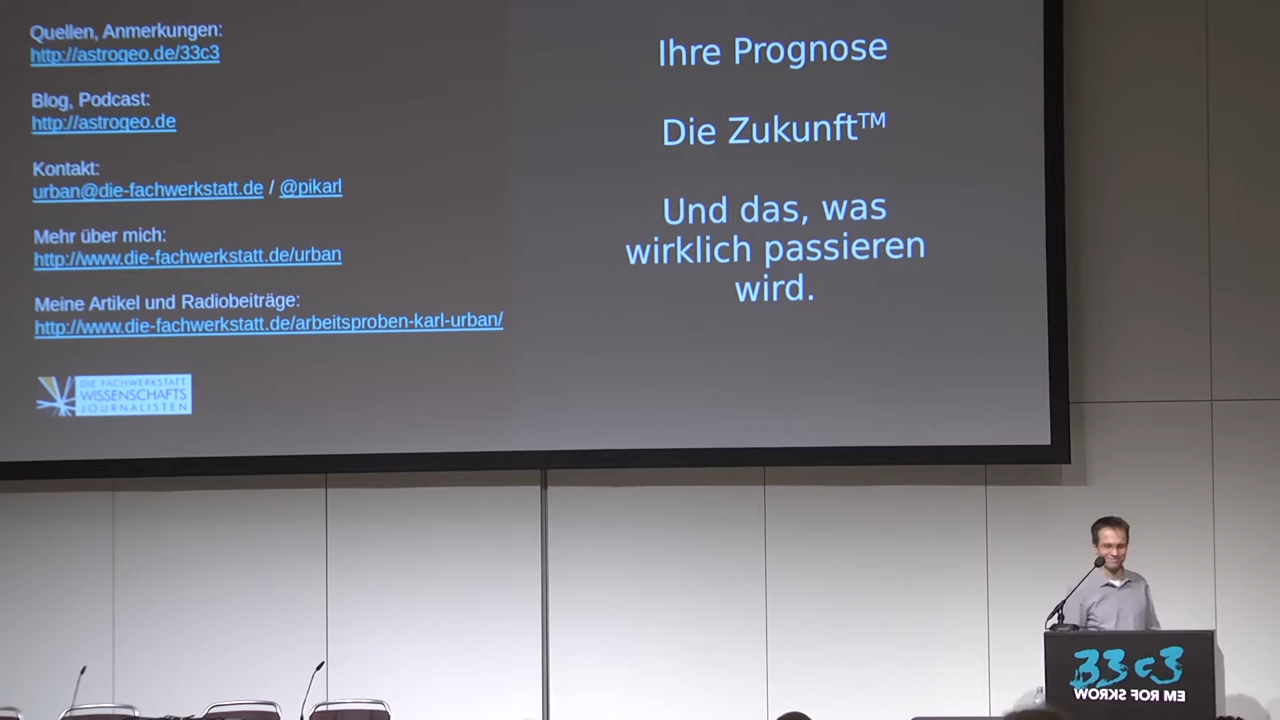 Quellen, Anmerkungen:
http://astrogeo.de/33c3
Blog, Podcast:
http://astrogeo.de
Kontakt:
urban@die-fachwerkstatt.de / @pikarl
Mehr über mich:
http://www.die-fachwerkstatt.de/urban
Meine Artikel und Radiobeiträge:
http://www.die-fachwerkstatt.de/arbeitsproben-karl-urban/
DIE FACHWERKSTATT
WISSENSCHAFTS
JOURNALISTEN
Ihre Prognose
Die Zukunft™
Und das, was
wirklich passieren
wird.
33c3
WORKS FOR ME